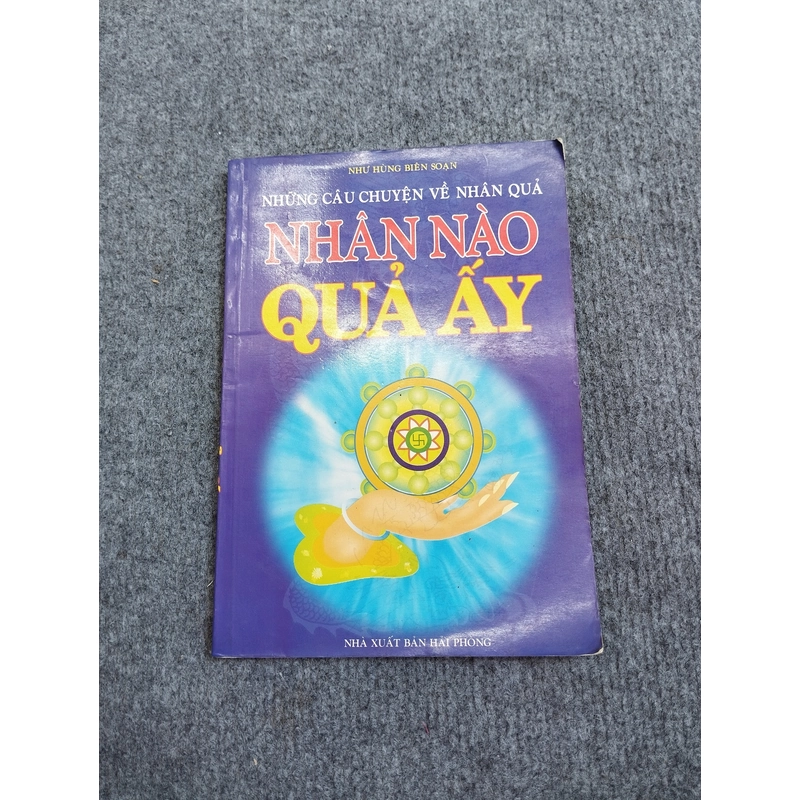 NHƯ HÙNG BIÊN SOẠN
NHỮNG CÂU CHUYỆN VỀ NHÂN QUẢ
NHÂN NÀO
QUẢ ẤY
NHÀ XUẤT BẢN HẢI PHÒNG